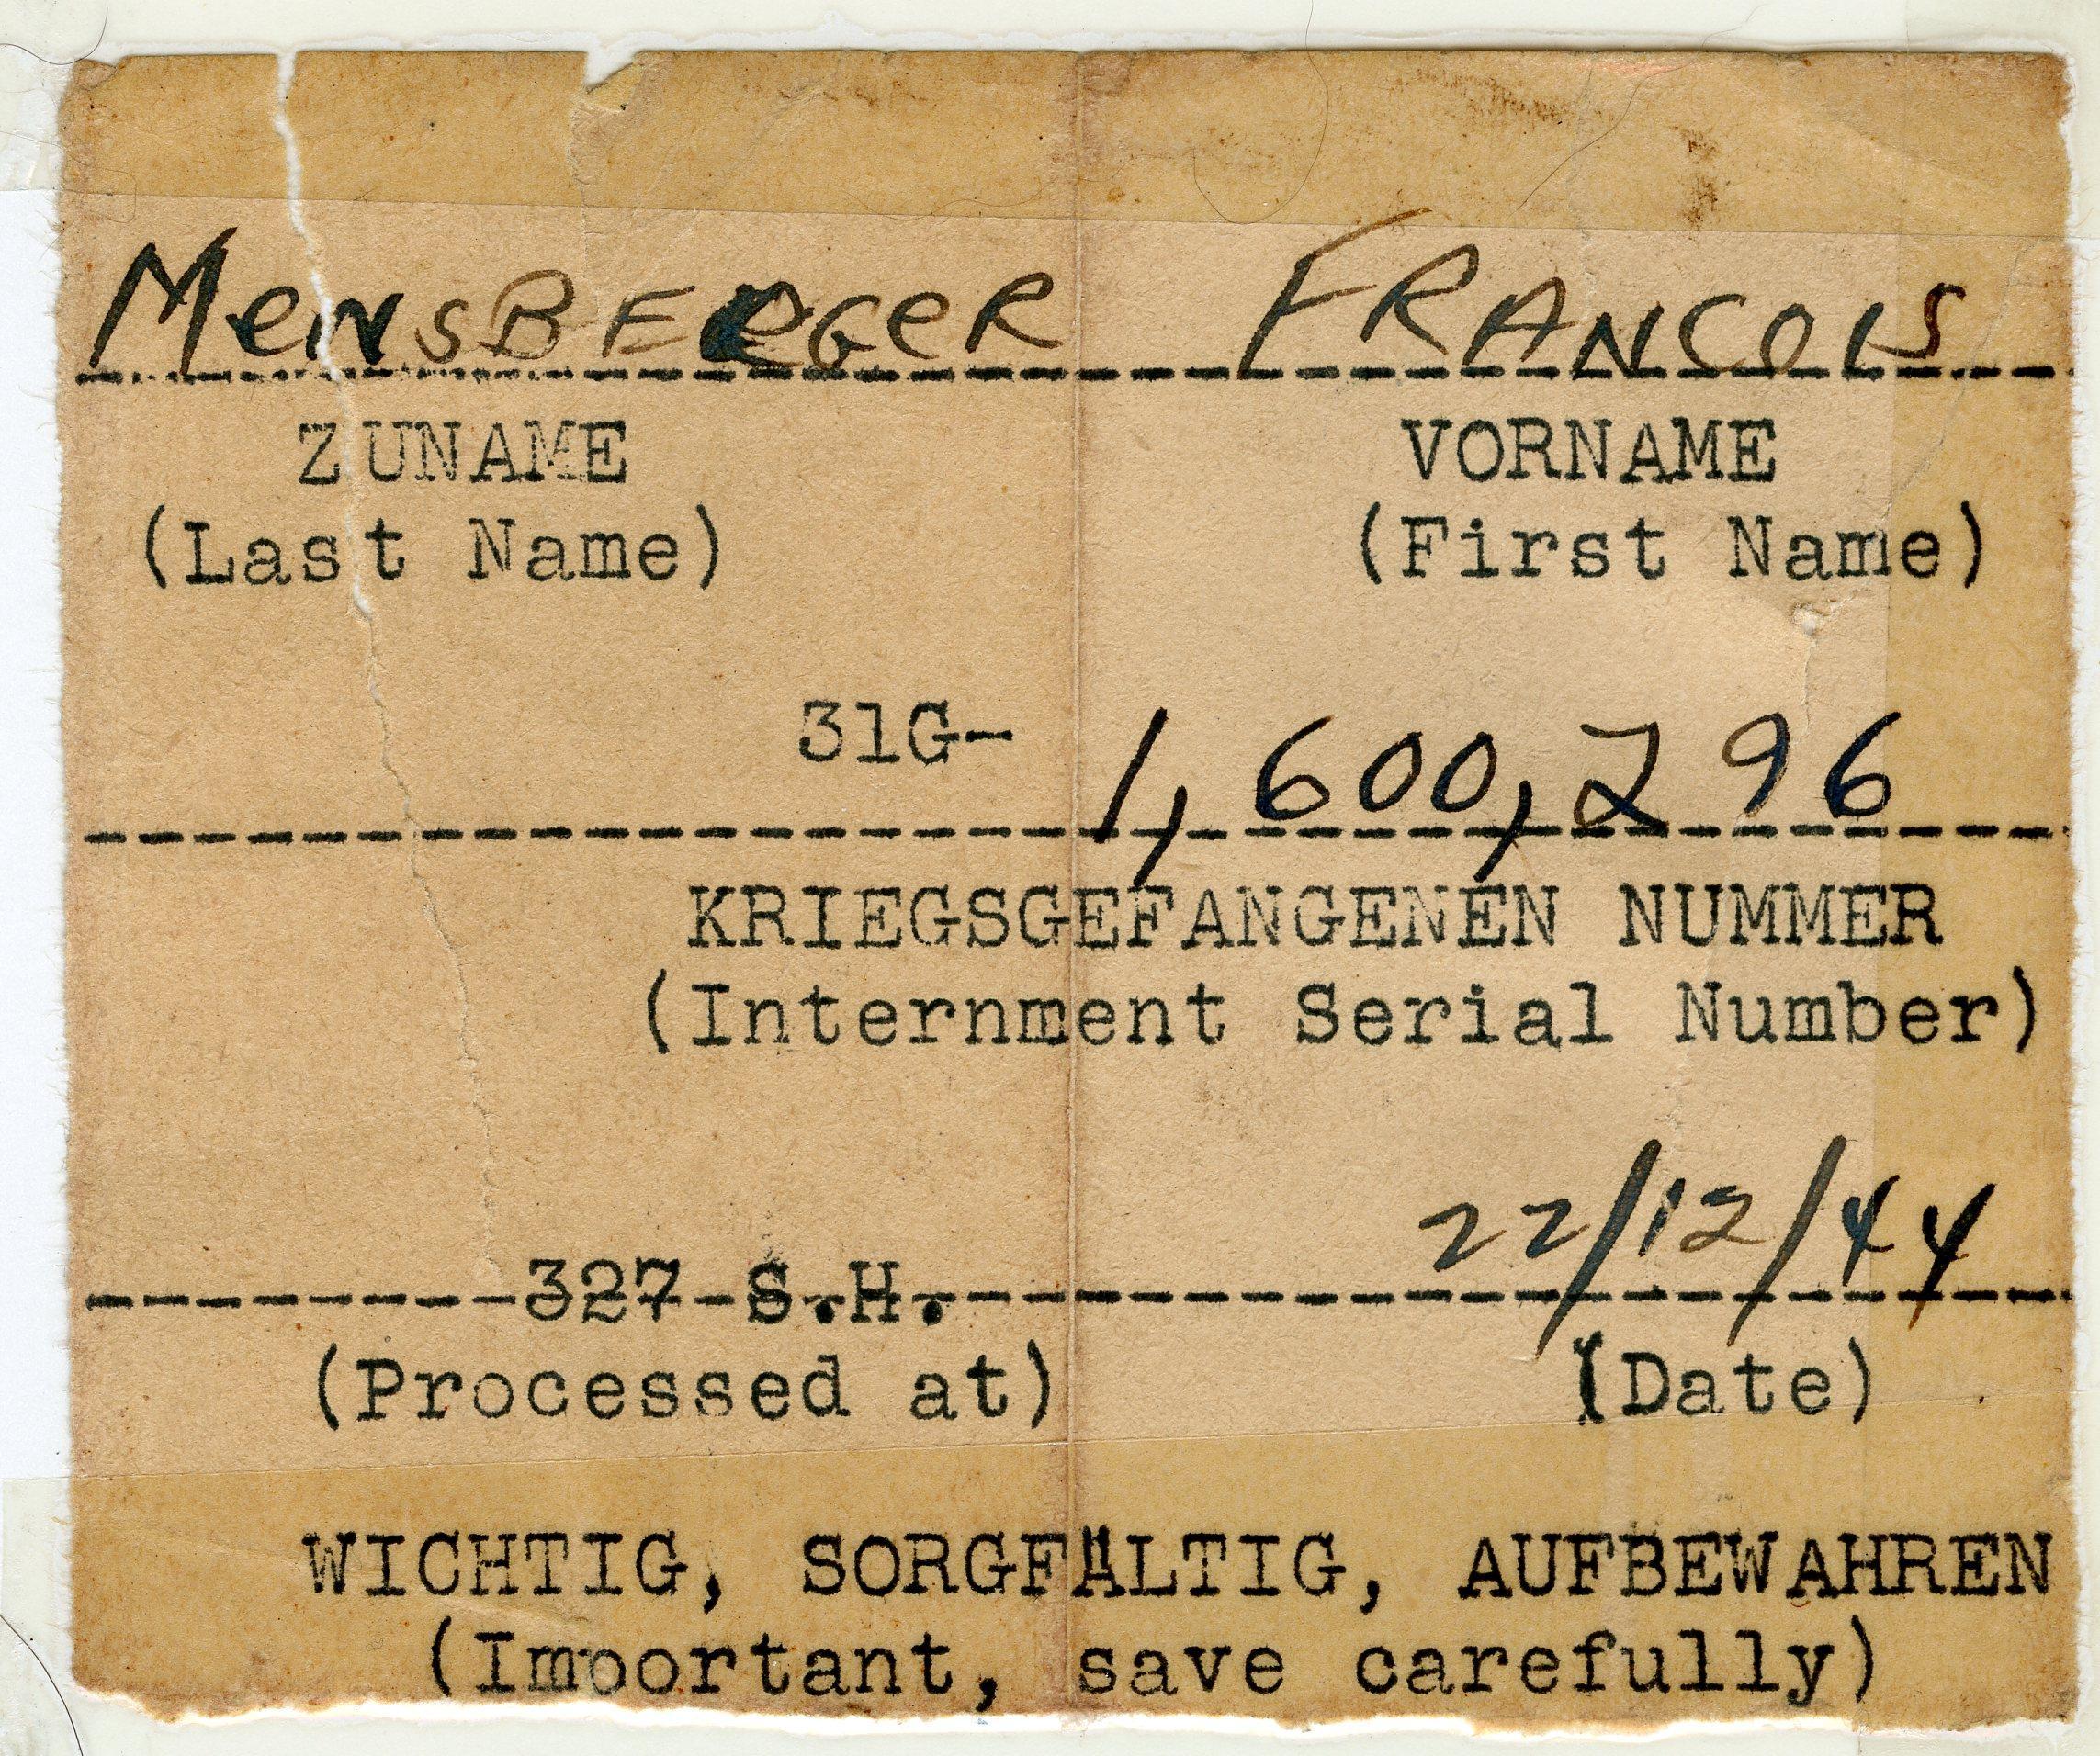 MensBErGeR FRANCOIS
ZUNAME VORNAME
(Last Name) (First Name)
31G- 1,600,296
KRIEGSGEFANGENEN NUMMER
(Internment Serial Number)
327 S.H. 22/12/44
(Processed at) (Date)
WICHTIG, SORGFÄLTIG, AUFBEWAHREN
(Important, save carefully)